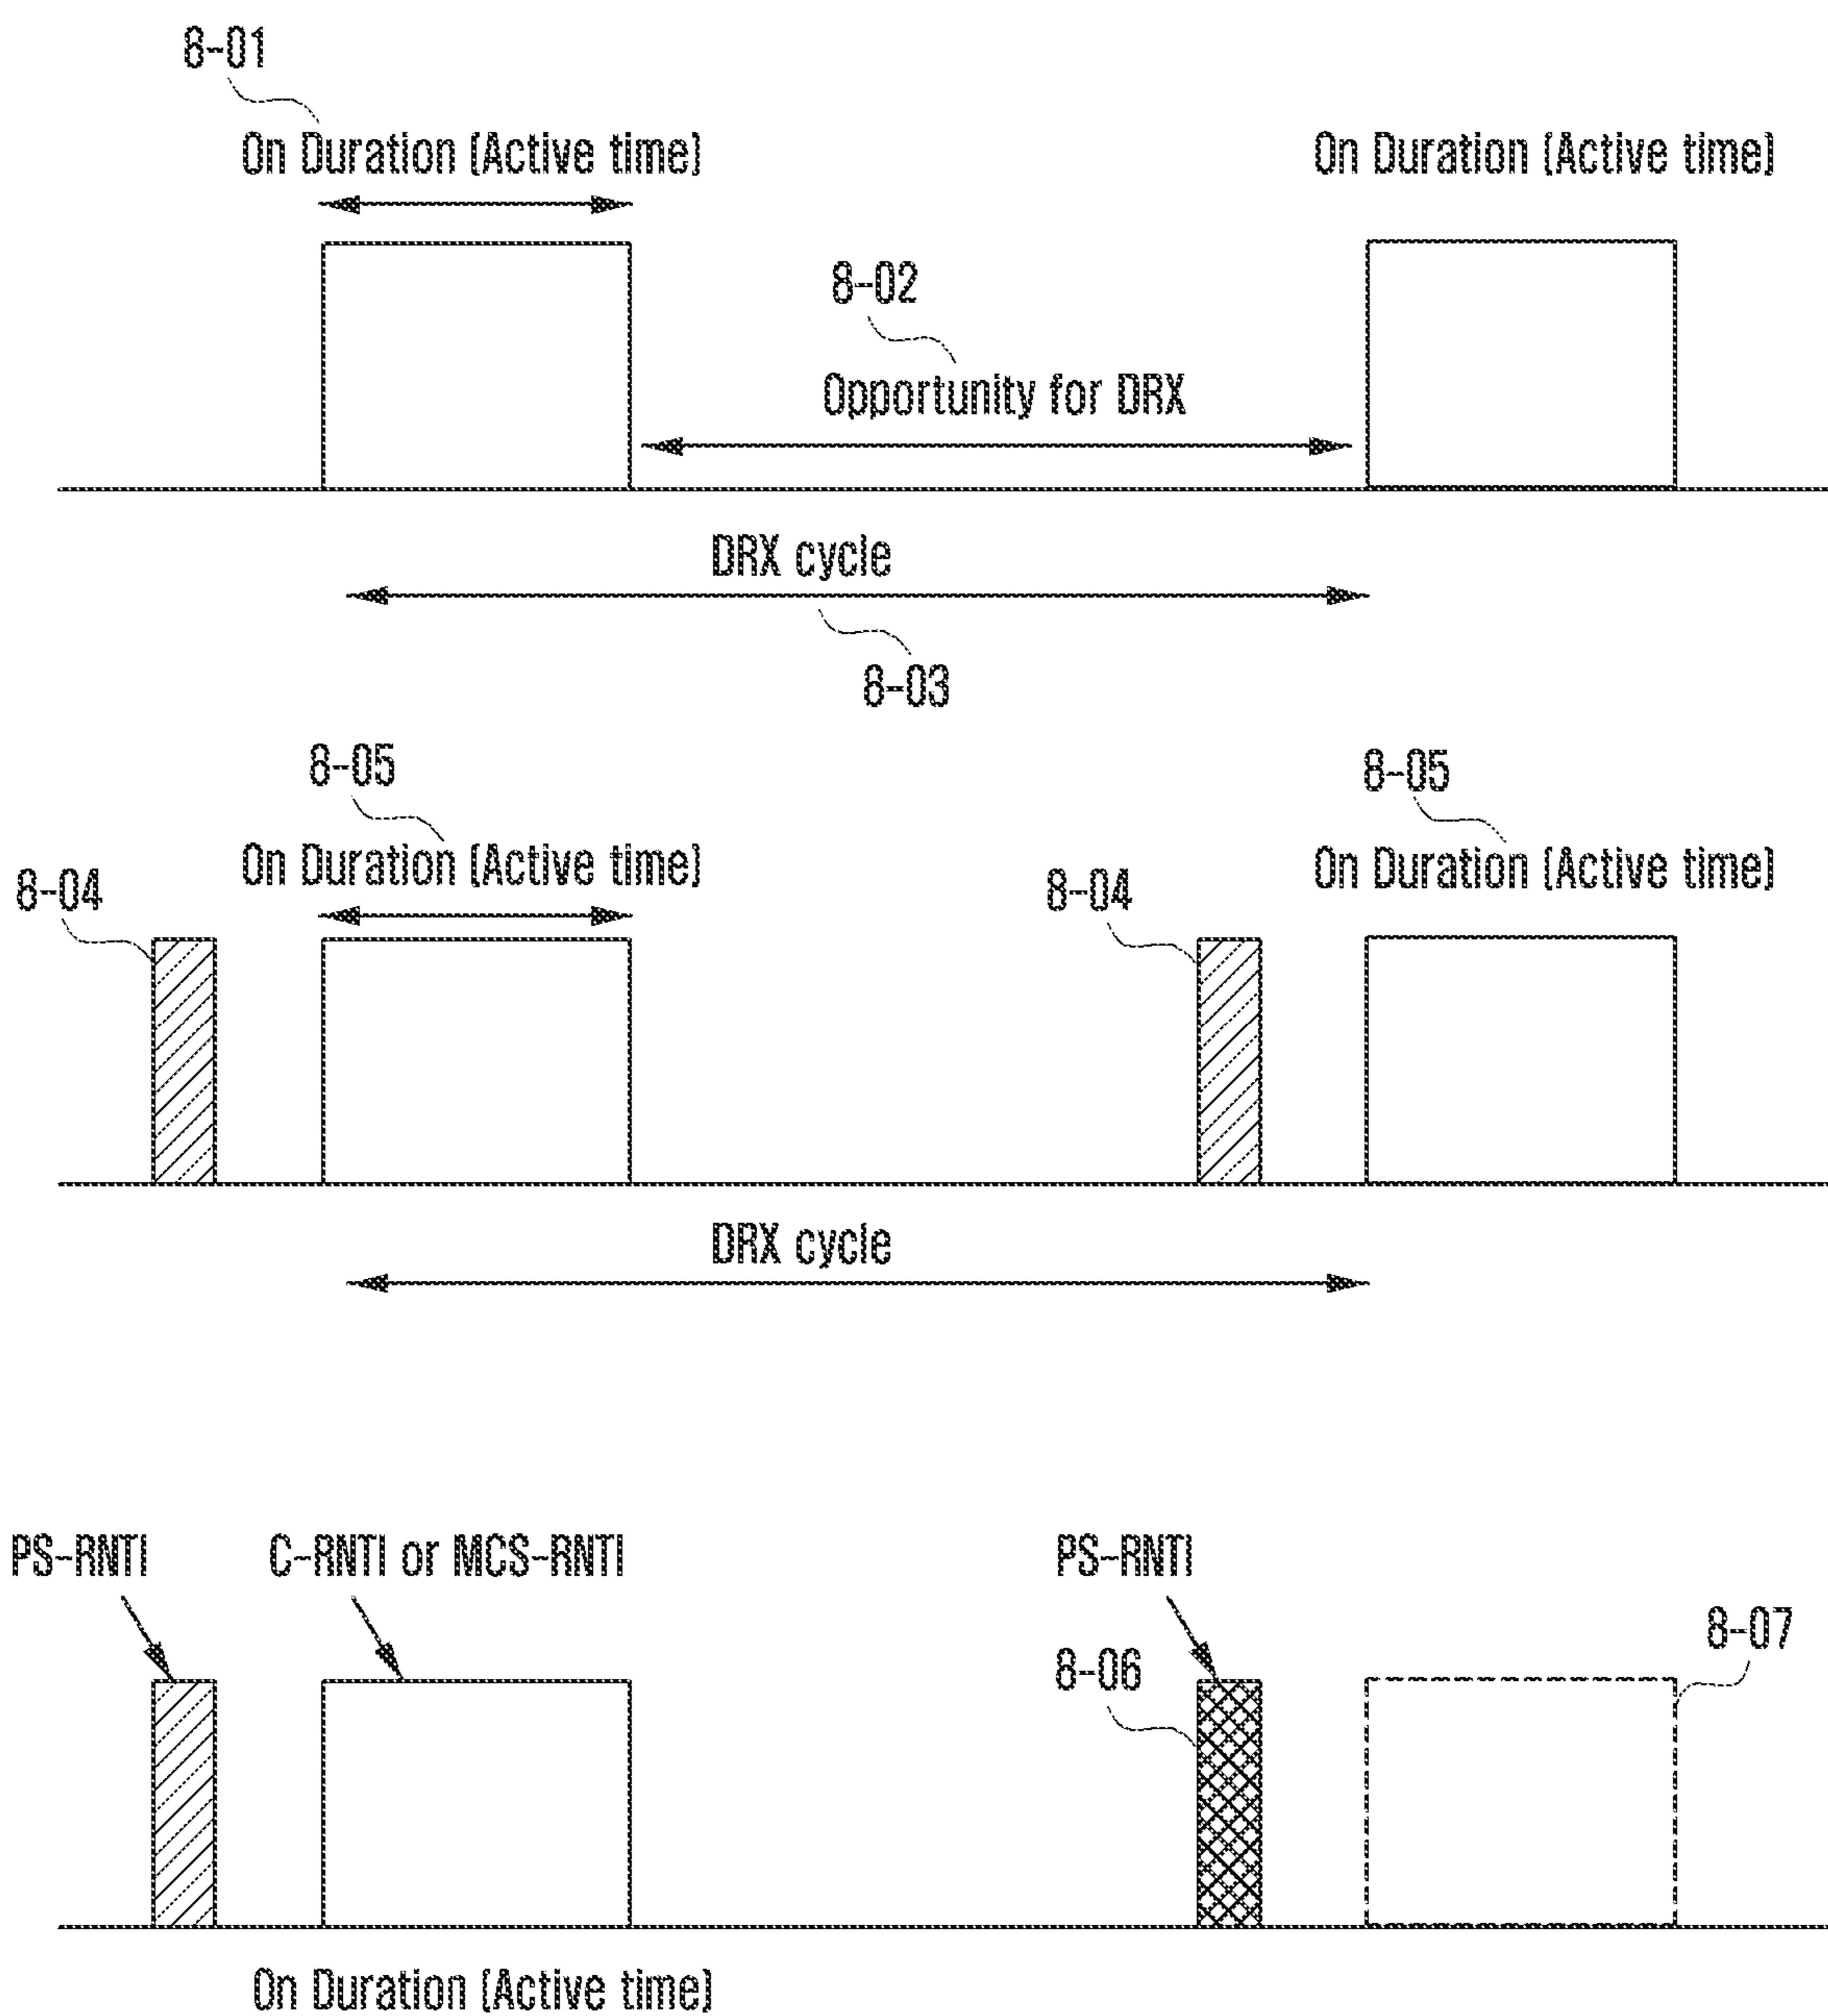 8-01
On Duration (Active time)
On Duration (Active time)
8-02
Opportunity for DRX
DRX cycle
8-03
8-05
8-05
On Duration (Active time)
On Duration (Active time)
8-04
8-04
DRX cycle
PS-RNTI
C-RNTI or MCS-RNTI
PS-RNTI
8-07
8-06
On Duration (Active time)